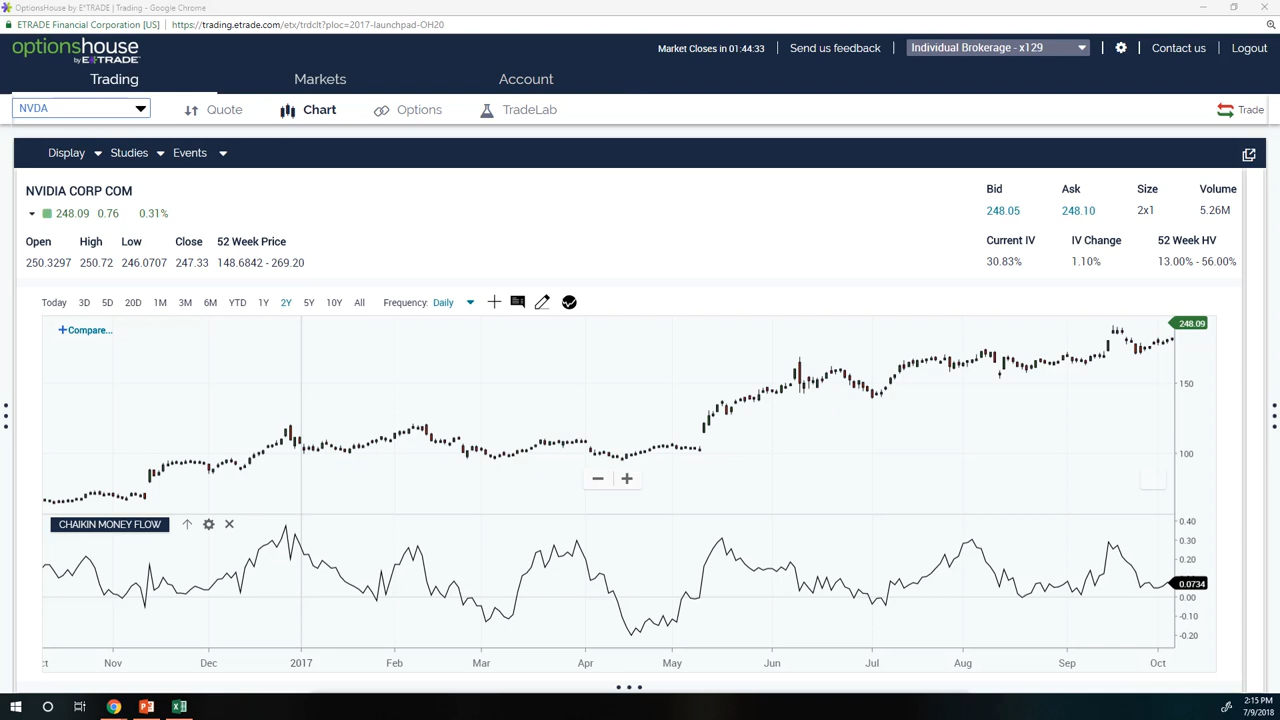 OptionsHouse by E*TRADE | Trading - Google Chrome
ETRADE Financial Corporation [US] | https://trading.etrade.com/etx/trdclt?ploc=2017-launchpad-OH20
optionshouse
by E*TRADE
Market Closes in 01:44:33
Send us feedback
Individual Brokerage - x129
Contact us
Logout
Trading
Markets
Account
NVDA
Quote
Chart
Options
TradeLab
Trade
Display
Studies
Events
NVIDIA CORP COM
Bid
Ask
Size
Volume
248.09 0.76 0.31%
248.05
248.10
2x1
5.26M
Open
High
Low
Close
52 Week Price
Current IV
IV Change
52 Week HV
250.3297
250.72
246.0707
247.33
148.6842 - 269.20
30.83%
1.10%
13.00% - 56.00%
Today 3D 5D 20D 1M 3M 6M YTD 1Y 2Y 5Y 10Y All Frequency: Daily
+Compare...
248.09
150
100
CHAIKIN MONEY FLOW
0.40
0.30
0.20
0.0734
0.00
-0.10
-0.20
ct Nov Dec 2017 Feb Mar Apr May Jun Jul Aug Sep Oct
2:15 PM
7/9/2018